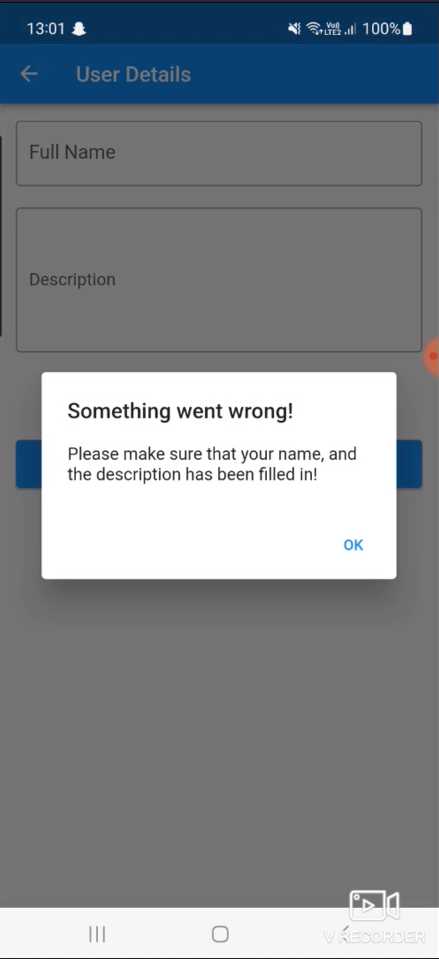 13:01
Vo))
LTE2
100%
User Details
Full Name
Description
Something went wrong!
Please make sure that your name, and
the description has been filled in!
OK
V RECORDER